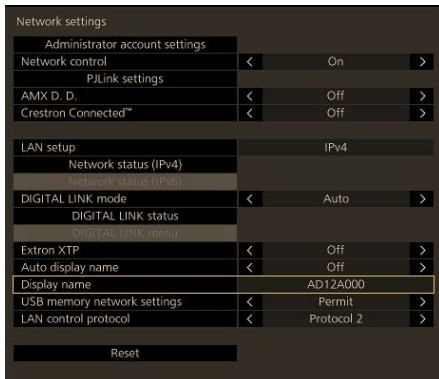 Network settings
Administrator account settings
Network control < On >
PJLink settings
AMX D. D. < Off >
Crestron Connected™ < Off >
LAN setup IPv4
Network status (IPv4)
Network status (IPv6)
DIGITAL LINK mode < Auto >
DIGITAL LINK status
DIGITAL LINK menu
Extron XTP < Off >
Auto display name < Off >
Display name AD12A000
USB memory network settings < Permit >
LAN control protocol < Protocol 2 >
Reset